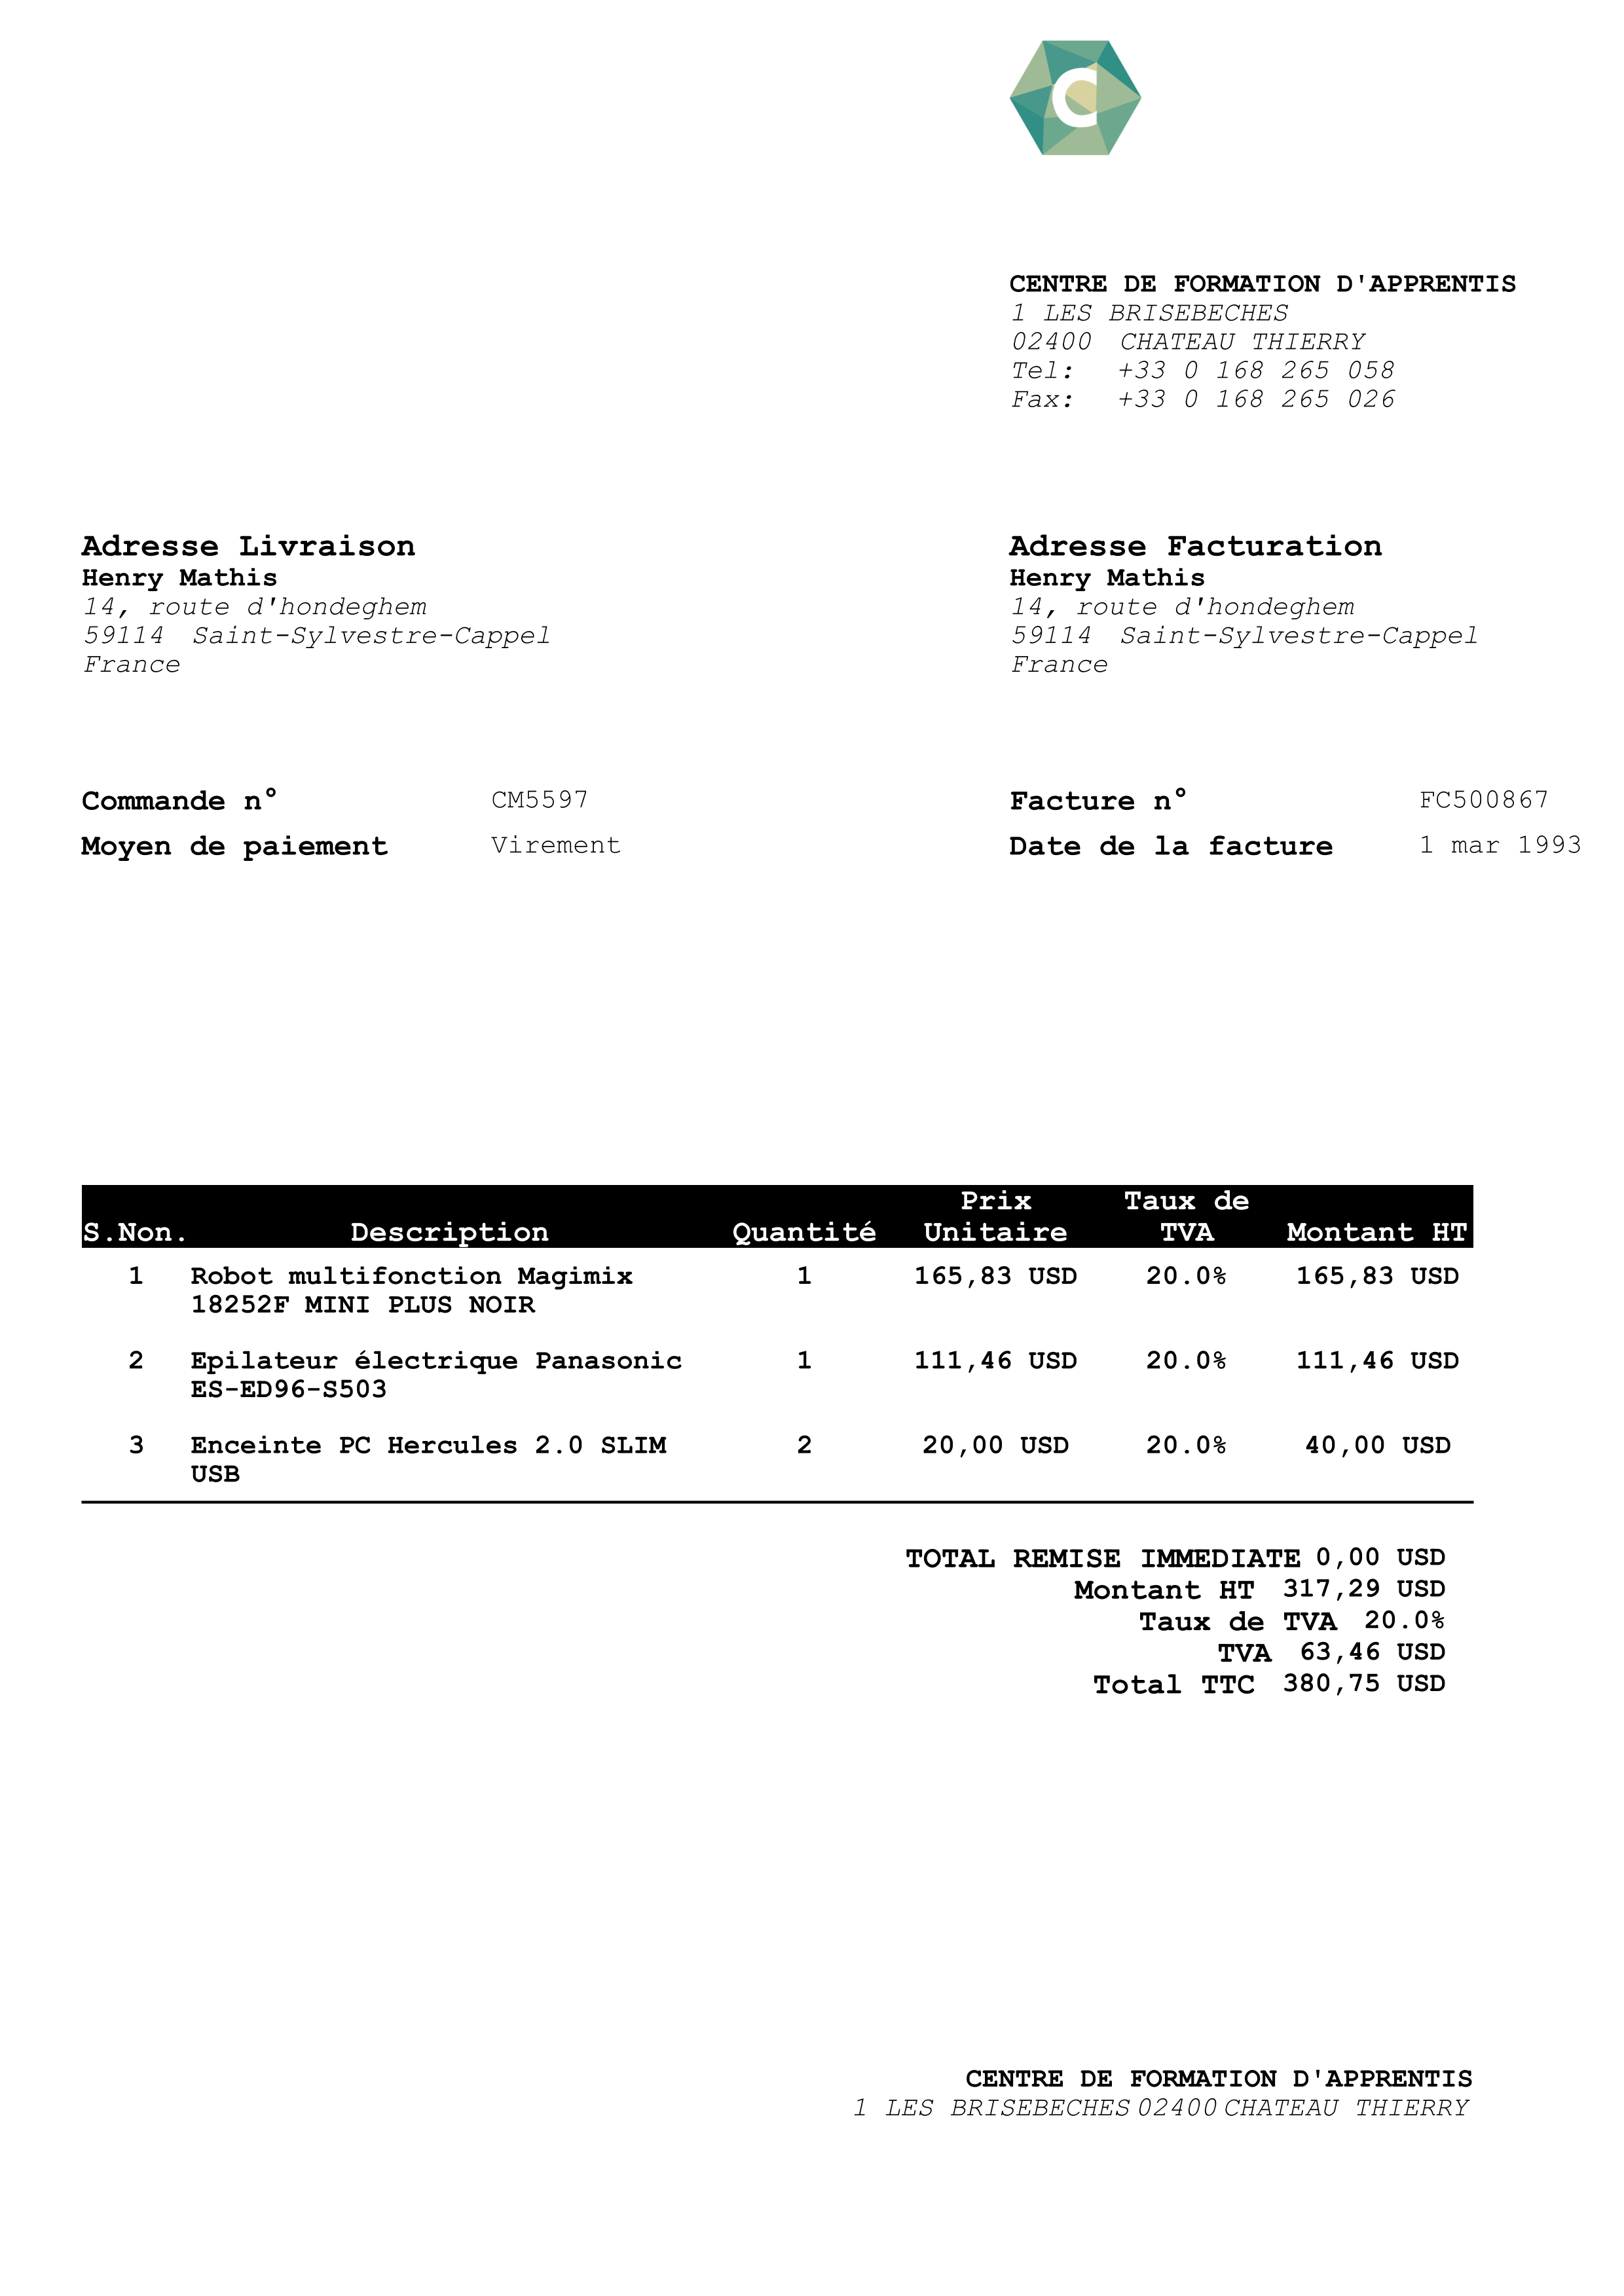 C
CENTRE DE FORMATION D'APPRENTIS
1 LES BRISEBECHES
02400 CHATEAU THIERRY
Tel: +33 0 168 265 058
Fax: +33 0 168 265 026
Adresse Livraison
Henry Mathis
14, route d'hondeghem
59114 Saint-Sylvestre-Cappel
France
Adresse Facturation
Henry Mathis
14, route d'hondeghem
59114 Saint-Sylvestre-Cappel
France
Commande n° CM5597
Moyen de paiement Virement
Facture n° FC500867
Date de la facture 1 mar 1993
S.Non. Description Quantité Prix Unitaire Taux de TVA Montant HT
1 Robot multifonction Magimix 1 165,83 USD 20.0% 165,83 USD
18252F MINI PLUS NOIR
2 Epilateur électrique Panasonic 1 111,46 USD 20.0% 111,46 USD
ES-ED96-S503
3 Enceinte PC Hercules 2.0 SLIM 2 20,00 USD 20.0% 40,00 USD
USB
TOTAL REMISE IMMEDIATE 0,00 USD
Montant HT 317,29 USD
Taux de TVA 20.0%
TVA 63,46 USD
Total TTC 380,75 USD
CENTRE DE FORMATION D'APPRENTIS
1 LES BRISEBECHES 02400 CHATEAU THIERRY